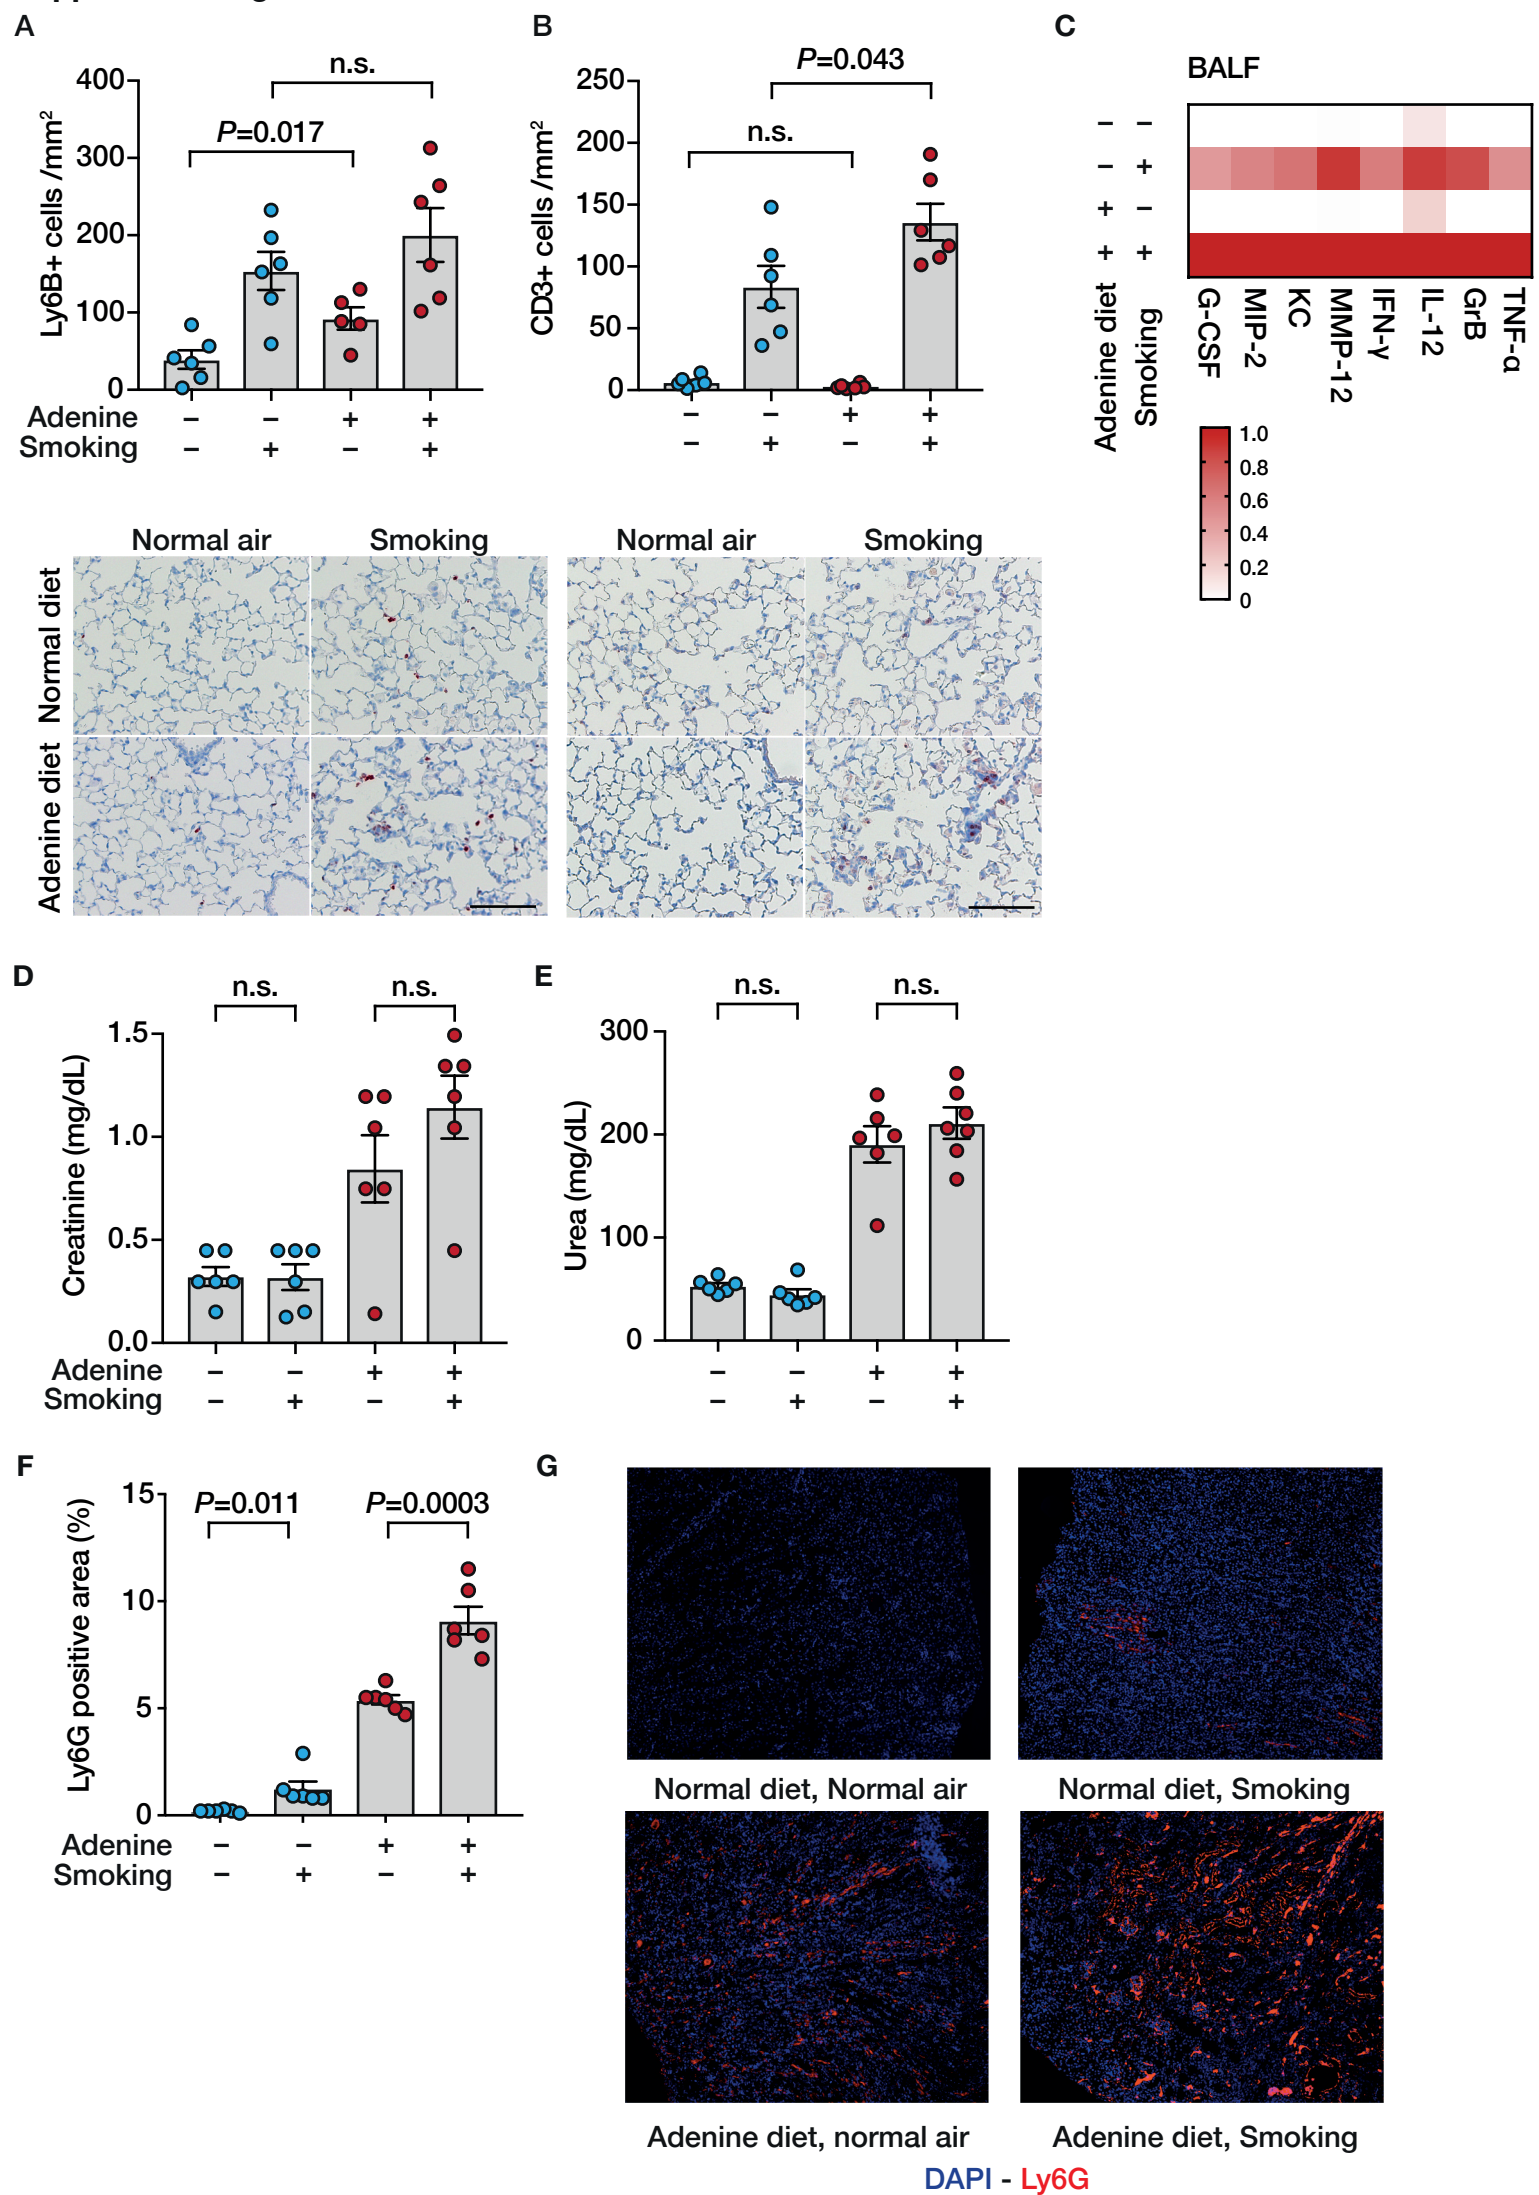 A
400
300
200
100
0
Ly6B+ cells /mm²
n.s.
P=0.017
Adenine − − + +
Smoking − + − +
B
250
200
150
100
50
0
CD3+ cells /mm²
P=0.043
n.s.
− − + +
− + − +
C
BALF
− −
− +
+ −
+ +
Adenine diet
Smoking
G-CSF
MIP-2
KC
MMP-12
IFN-γ
IL-12
GrB
TNF-α
1.0
0.8
0.6
0.4
0.2
0
Normal air Smoking Normal air Smoking
Normal diet
Adenine diet
D
n.s. n.s.
1.5
1.0
0.5
0.0
Creatinine (mg/dL)
Adenine − − + +
Smoking − + − +
E
n.s. n.s.
300
200
100
0
Urea (mg/dL)
− − + +
− + − +
F
15
10
5
0
Ly6G positive area (%)
P=0.011 P=0.0003
Adenine − − + +
Smoking − + − +
G
Normal diet, Normal air Normal diet, Smoking
Adenine diet, normal air Adenine diet, Smoking
DAPI - Ly6G